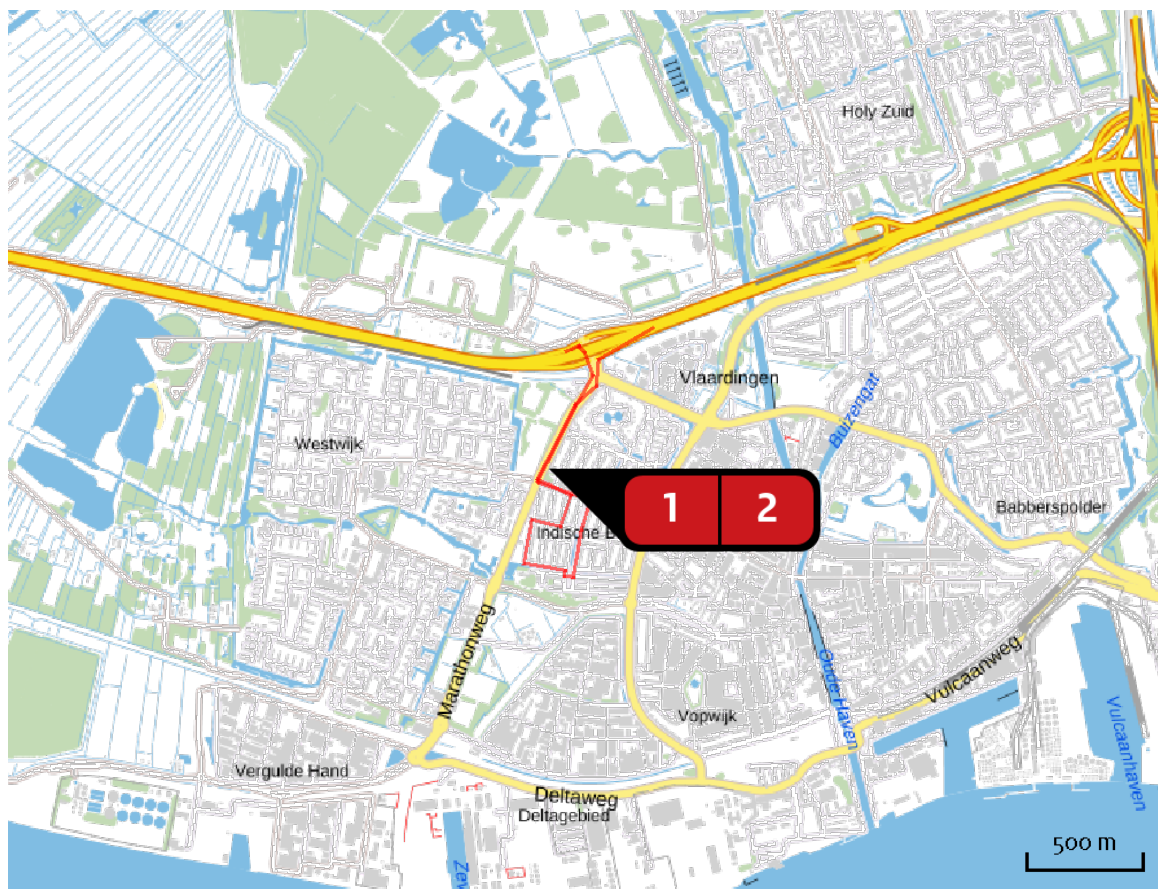 Holy Zuid
Vlaardingen
Buizengat
Westwijk
1 2
Babberspolder
Indische
Marathonweg
Oude Haven
Vulcaanweg
Vopwijk
Vulcaanhaven
Vergulde Hand
Deltaweg
Deltagebied
500 m